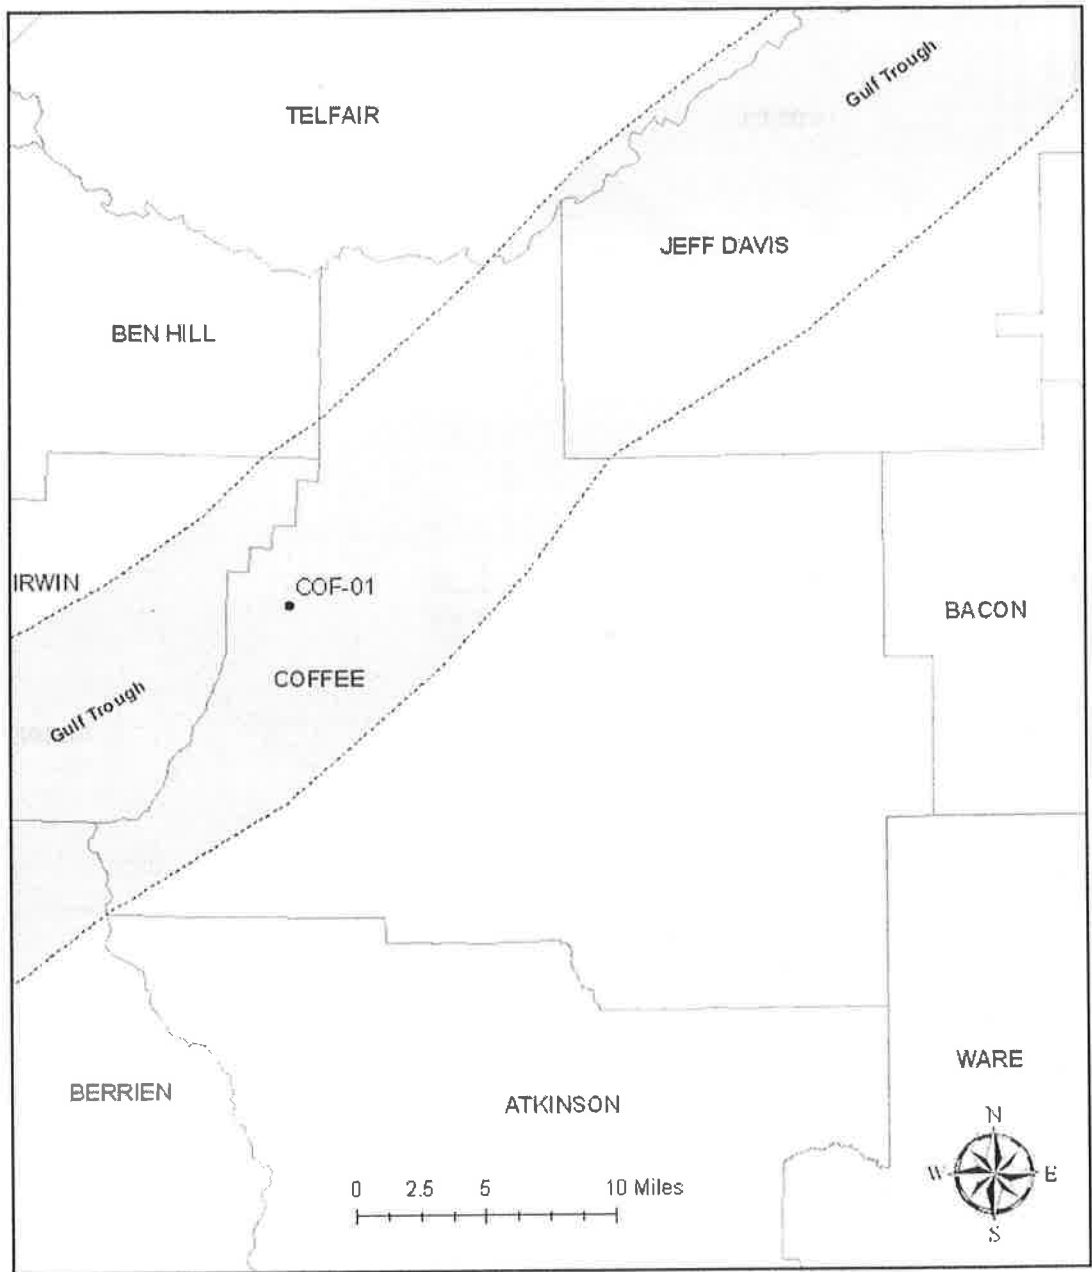 Gulf Trough
TELFAIR
JEFF DAVIS
BEN HILL
IRWIN
COF-01
BACON
COFFEE
Gulf Trough
WARE
BERRIEN
ATKINSON
N
W E
S
0 2.5 5 10 Miles